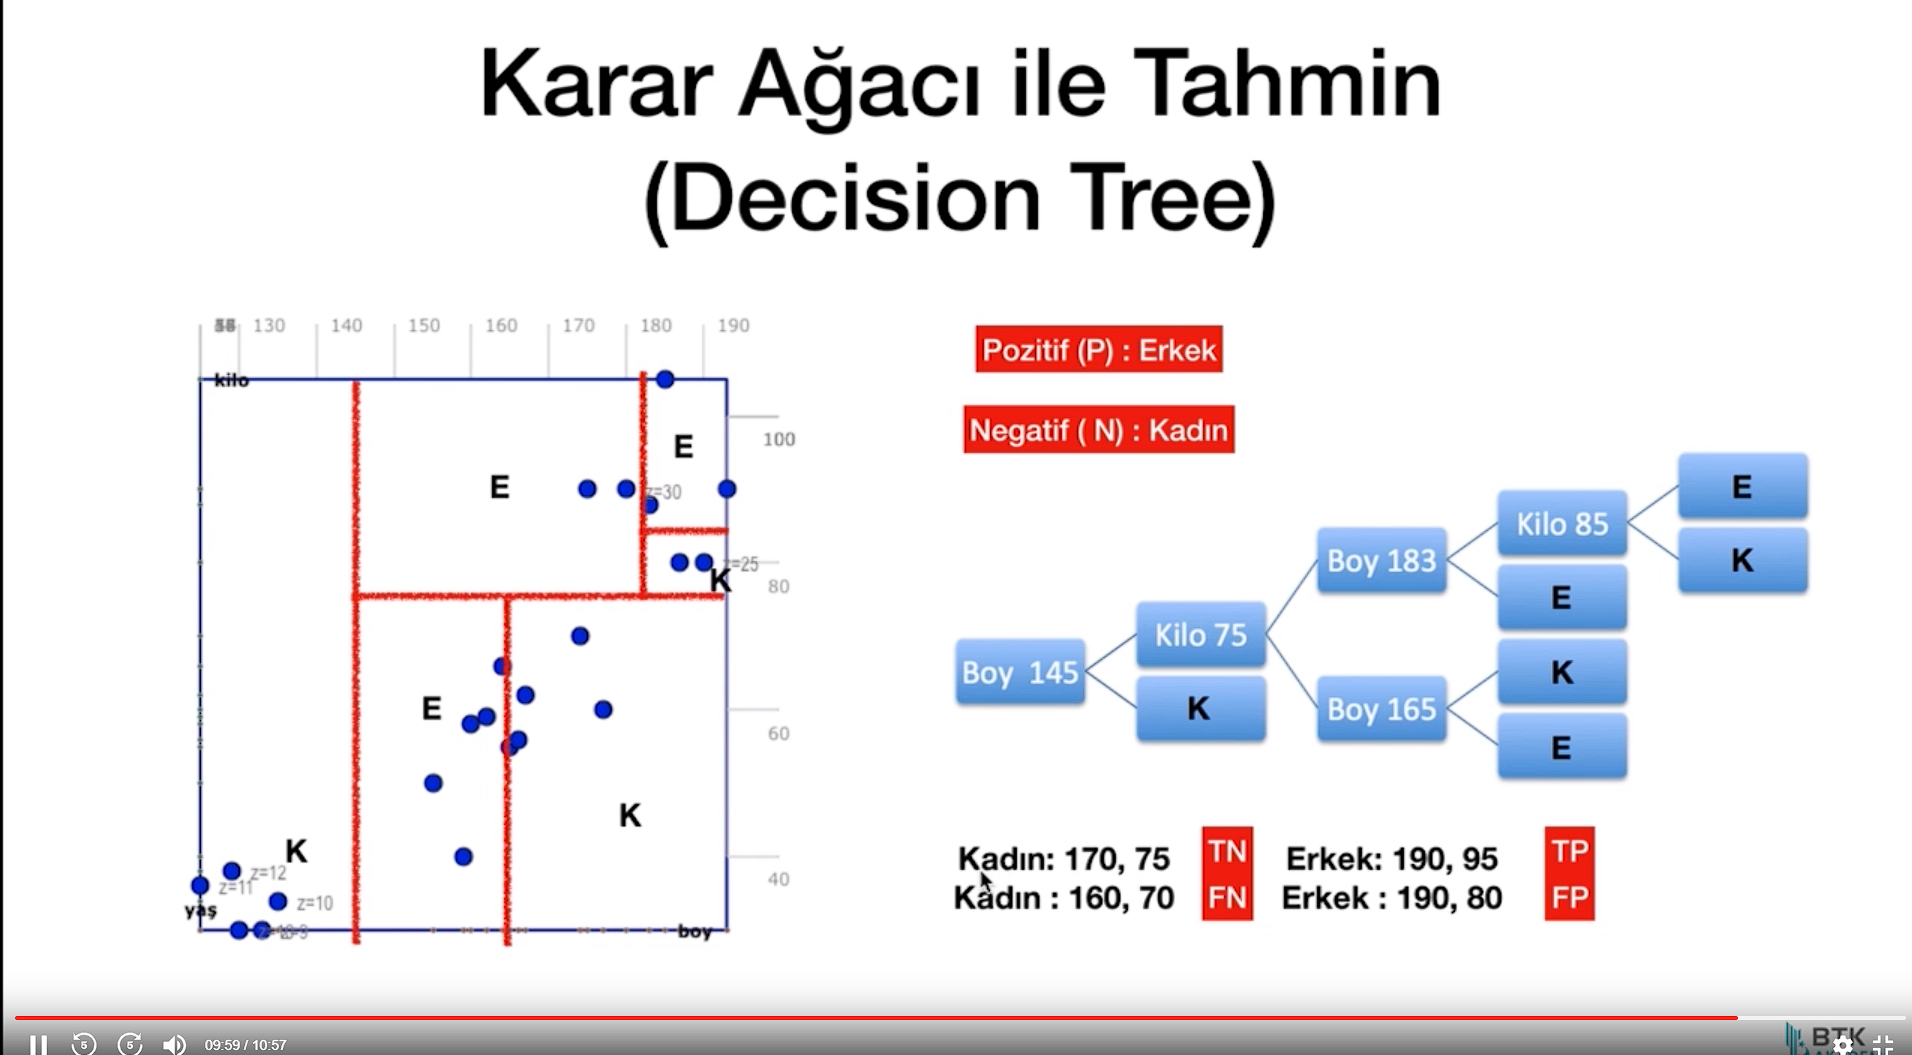 Karar Ağacı ile Tahmin
(Decision Tree)
130 140 150 160 170 180 190
kilo
100
80
60
40
E
E
z=30
z=25
K
E
K
K
z=12
z=11
z=10
yaş
boy
Pozitif (P) : Erkek
Negatif ( N) : Kadın
Boy 145
Kilo 75
K
Boy 183
Boy 165
Kilo 85
E
K
E
E
K
Kadın: 170, 75 TN Erkek: 190, 95 TP
Kadın : 160, 70 FN Erkek : 190, 80 FP
09:59 / 10:57
BTK